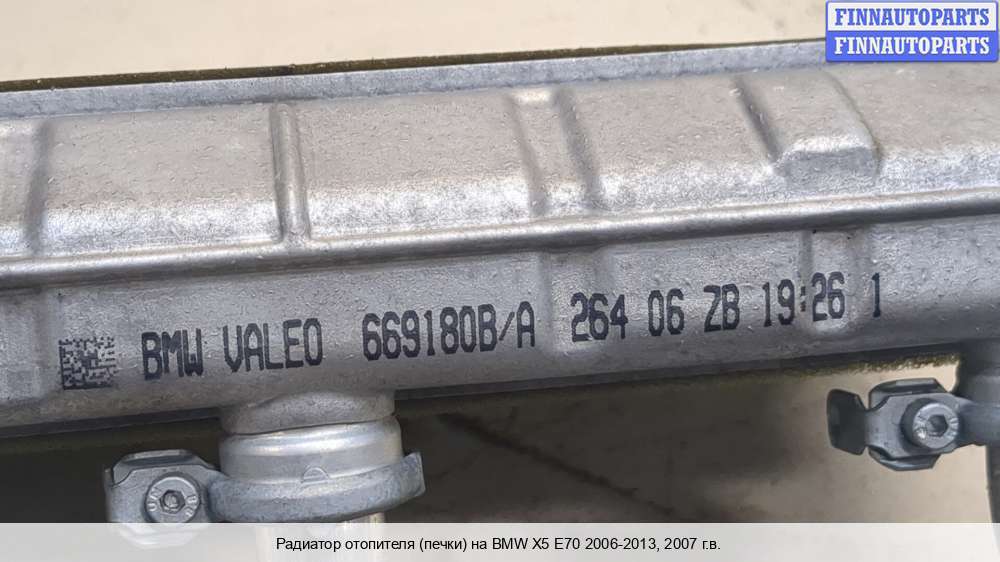 FINNAUTOPARTS
FINNAUTOPARTS
BMW VALEO 669180B/A 264 06 ZB 19:26 1
Радиатор отопителя (печки) на BMW X5 E70 2006-2013, 2007 г.в.